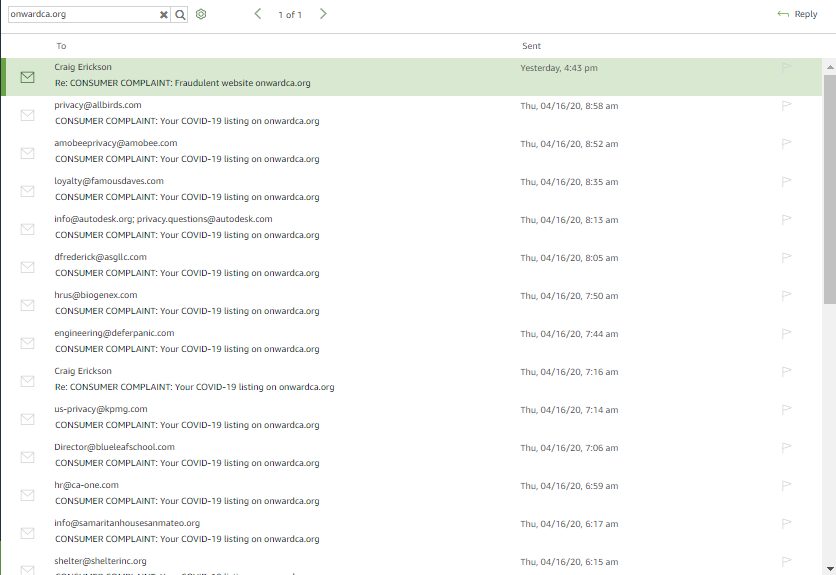 onwardca.org
1 of 1
Reply
To Sent
Craig Erickson Yesterday, 4:43 pm
Re: CONSUMER COMPLAINT: Fraudulent website onwardca.org
privacy@allbirds.com Thu, 04/16/20, 8:58 am
CONSUMER COMPLAINT: Your COVID-19 listing on onwardca.org
amobeeprivacy@amobee.com Thu, 04/16/20, 8:52 am
CONSUMER COMPLAINT: Your COVID-19 listing on onwardca.org
loyalty@famousdaves.com Thu, 04/16/20, 8:35 am
CONSUMER COMPLAINT: Your COVID-19 listing on onwardca.org
info@autodesk.org; privacy.questions@autodesk.com Thu, 04/16/20, 8:13 am
CONSUMER COMPLAINT: Your COVID-19 listing on onwardca.org
dfrederick@asgllc.com Thu, 04/16/20, 8:05 am
CONSUMER COMPLAINT: Your COVID-19 listing on onwardca.org
hrus@biogenex.com Thu, 04/16/20, 7:50 am
CONSUMER COMPLAINT: Your COVID-19 listing on onwardca.org
engineering@deferpanic.com Thu, 04/16/20, 7:44 am
CONSUMER COMPLAINT: Your COVID-19 listing on onwardca.org
Craig Erickson Thu, 04/16/20, 7:16 am
Re: CONSUMER COMPLAINT: Your COVID-19 listing on onwardca.org
us-privacy@kpmg.com Thu, 04/16/20, 7:14 am
CONSUMER COMPLAINT: Your COVID-19 listing on onwardca.org
Director@blueleafschool.com Thu, 04/16/20, 7:06 am
CONSUMER COMPLAINT: Your COVID-19 listing on onwardca.org
hr@ca-one.com Thu, 04/16/20, 6:59 am
CONSUMER COMPLAINT: Your COVID-19 listing on onwardca.org
info@samaritanhousesanmateo.org Thu, 04/16/20, 6:17 am
CONSUMER COMPLAINT: Your COVID-19 listing on onwardca.org
shelter@shelterinc.org Thu, 04/16/20, 6:15 am
CONSUMER COMPLAINT: Your COVID-19 listing on onwardca.org